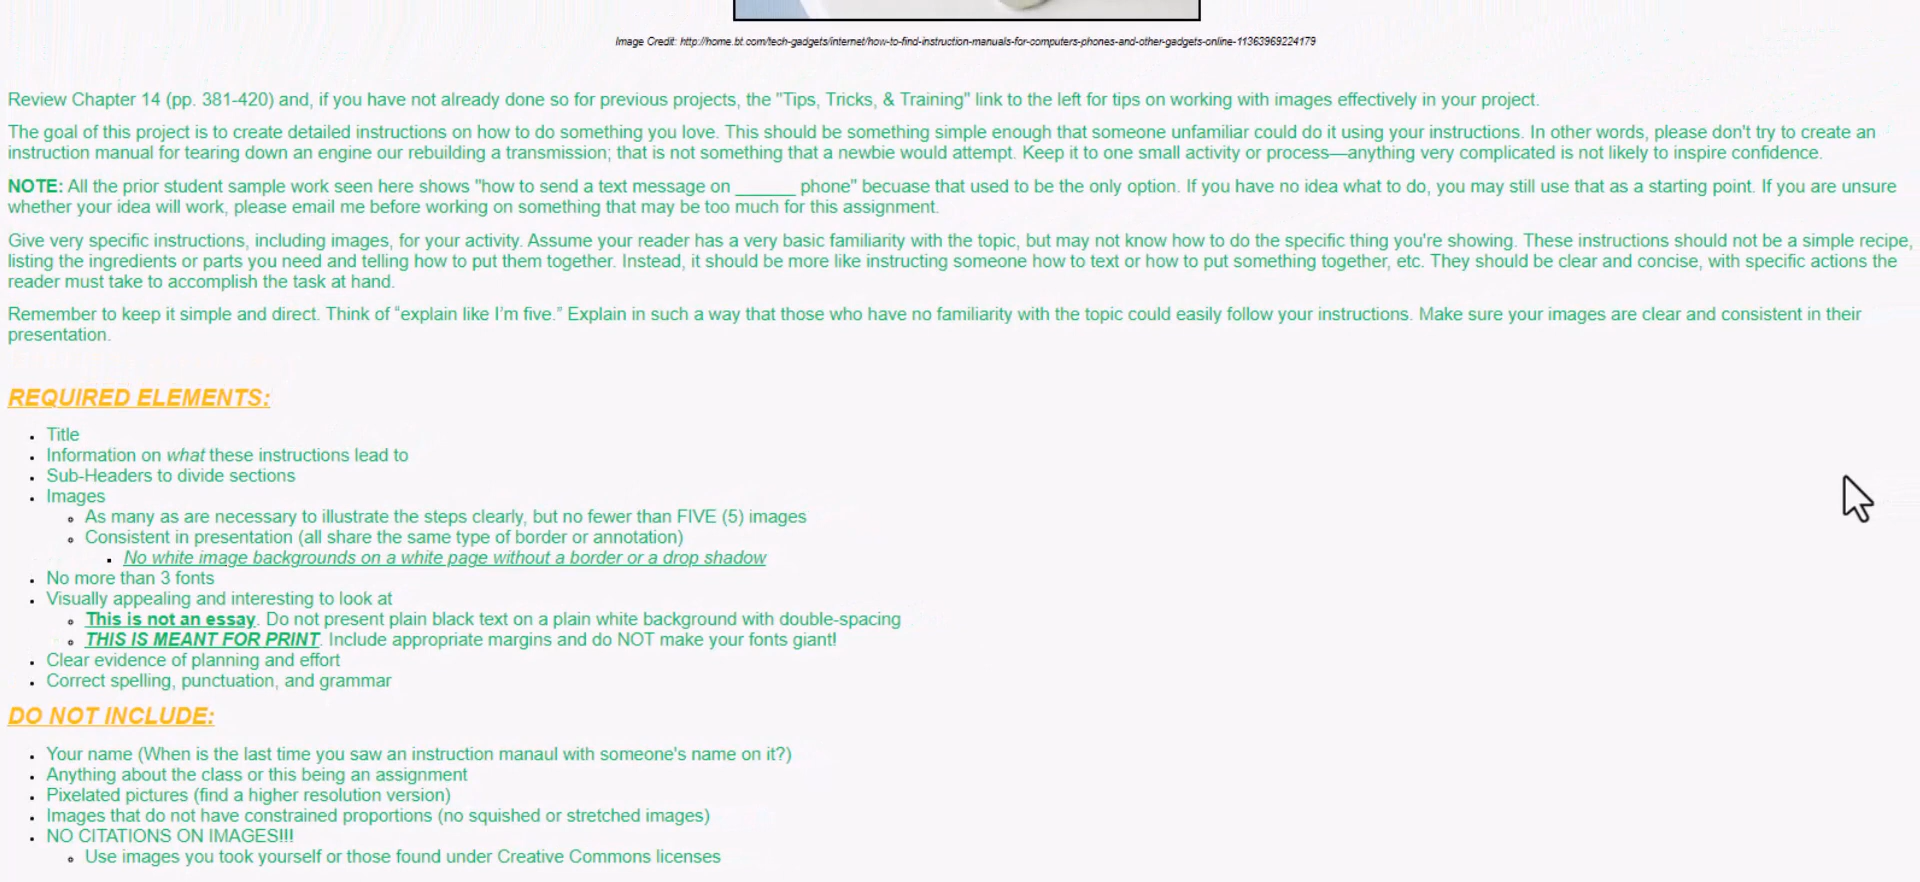 Image Credit: http://home.bt.com/tech-gadgets/internet/how-to-find-instruction-manuals-for-computers-phones-and-other-gadgets-online-11363969224179
Review Chapter 14 (pp. 381-420) and, if you have not already done so for previous projects, the "Tips, Tricks, & Training" link to the left for tips on working with images effectively in your project.
The goal of this project is to create detailed instructions on how to do something you love. This should be something simple enough that someone unfamiliar could do it using your instructions. In other words, please don't try to create an
instruction manual for tearing down an engine our rebuilding a transmission; that is not something that a newbie would attempt. Keep it to one small activity or process—anything very complicated is not likely to inspire confidence.
NOTE: All the prior student sample work seen here shows "how to send a text message on ______ phone" becuase that used to be the only option. If you have no idea what to do, you may still use that as a starting point. If you are unsure
whether your idea will work, please email me before working on something that may be too much for this assignment.
Give very specific instructions, including images, for your activity. Assume your reader has a very basic familiarity with the topic, but may not know how to do the specific thing you're showing. These instructions should not be a simple recipe,
listing the ingredients or parts you need and telling how to put them together. Instead, it should be more like instructing someone how to text or how to put something together, etc. They should be clear and concise, with specific actions the
reader must take to accomplish the task at hand.
Remember to keep it simple and direct. Think of “explain like I’m five.” Explain in such a way that those who have no familiarity with the topic could easily follow your instructions. Make sure your images are clear and consistent in their
presentation.
REQUIRED ELEMENTS:
Title
Information on what these instructions lead to
Sub-Headers to divide sections
Images
As many as are necessary to illustrate the steps clearly, but no fewer than FIVE (5) images
Consistent in presentation (all share the same type of border or annotation)
No white image backgrounds on a white page without a border or a drop shadow
No more than 3 fonts
Visually appealing and interesting to look at
This is not an essay. Do not present plain black text on a plain white background with double-spacing
THIS IS MEANT FOR PRINT. Include appropriate margins and do NOT make your fonts giant!
Clear evidence of planning and effort
Correct spelling, punctuation, and grammar
DO NOT INCLUDE:
Your name (When is the last time you saw an instruction manaul with someone's name on it?)
Anything about the class or this being an assignment
Pixelated pictures (find a higher resolution version)
Images that do not have constrained proportions (no squished or stretched images)
NO CITATIONS ON IMAGES!!!
Use images you took yourself or those found under Creative Commons licenses